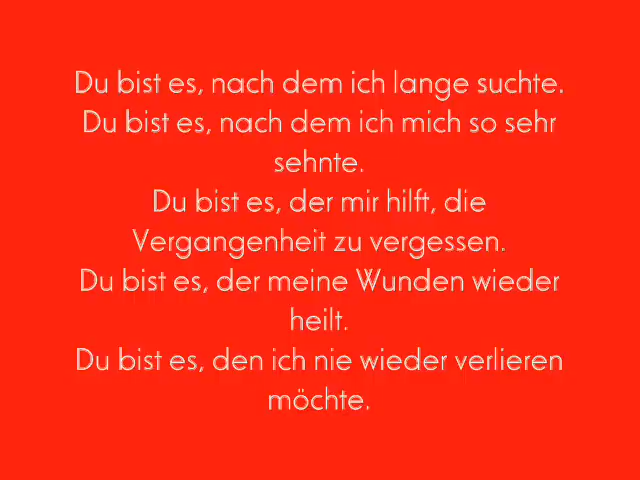 Du bist es, nach dem ich lange suchte.
Du bist es, nach dem ich mich so sehr
sehnte.
Du bist es, der mir hilft, die
Vergangenheit zu vergessen.
Du bist es, der meine Wunden wieder
heilt.
Du bist es, den ich nie wieder verlieren
möchte.